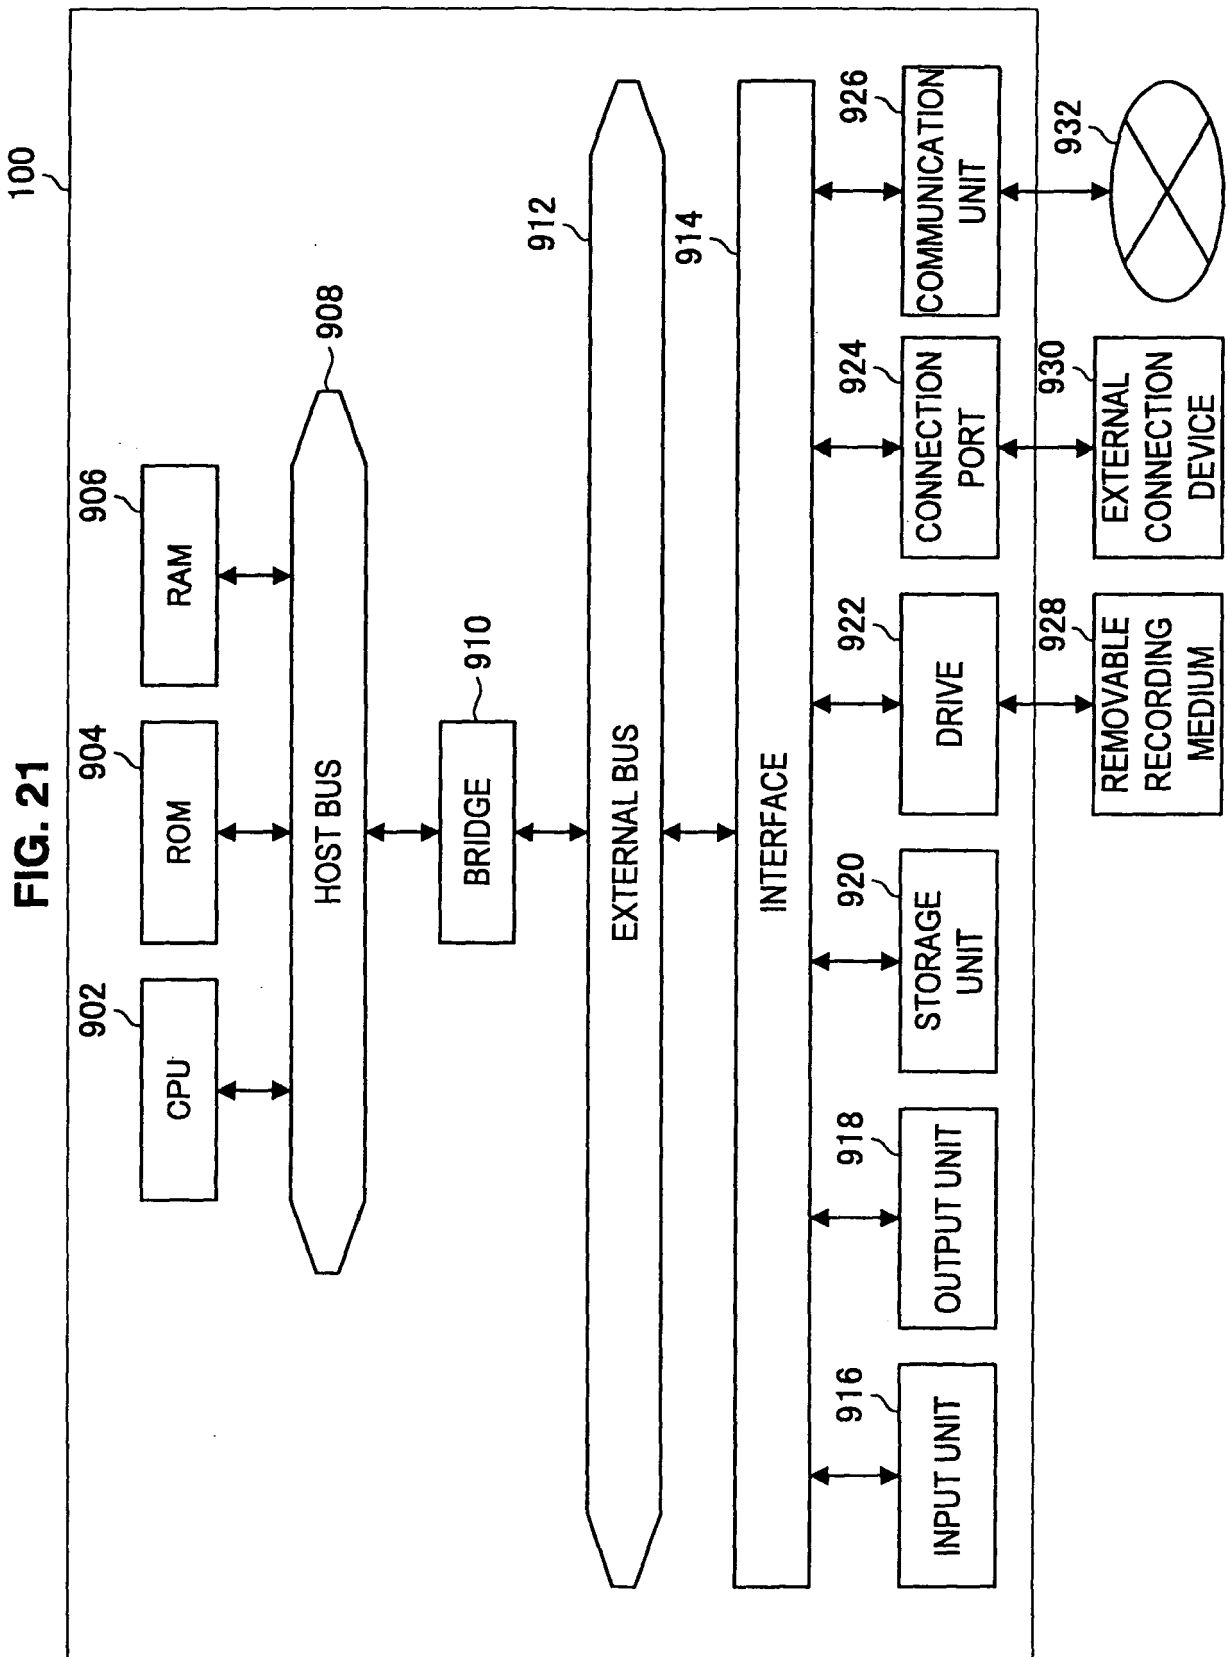 FIG. 21
100
902
904
906
CPU
ROM
RAM
908
HOST BUS
910
BRIDGE
912
EXTERNAL BUS
914
INTERFACE
916
918
920
922
924
926
INPUT UNIT
OUTPUT UNIT
STORAGE
UNIT
DRIVE
CONNECTION
PORT
COMMUNICATION
UNIT
928
930
932
REMOVABLE
RECORDING
MEDIUM
EXTERNAL
CONNECTION
DEVICE